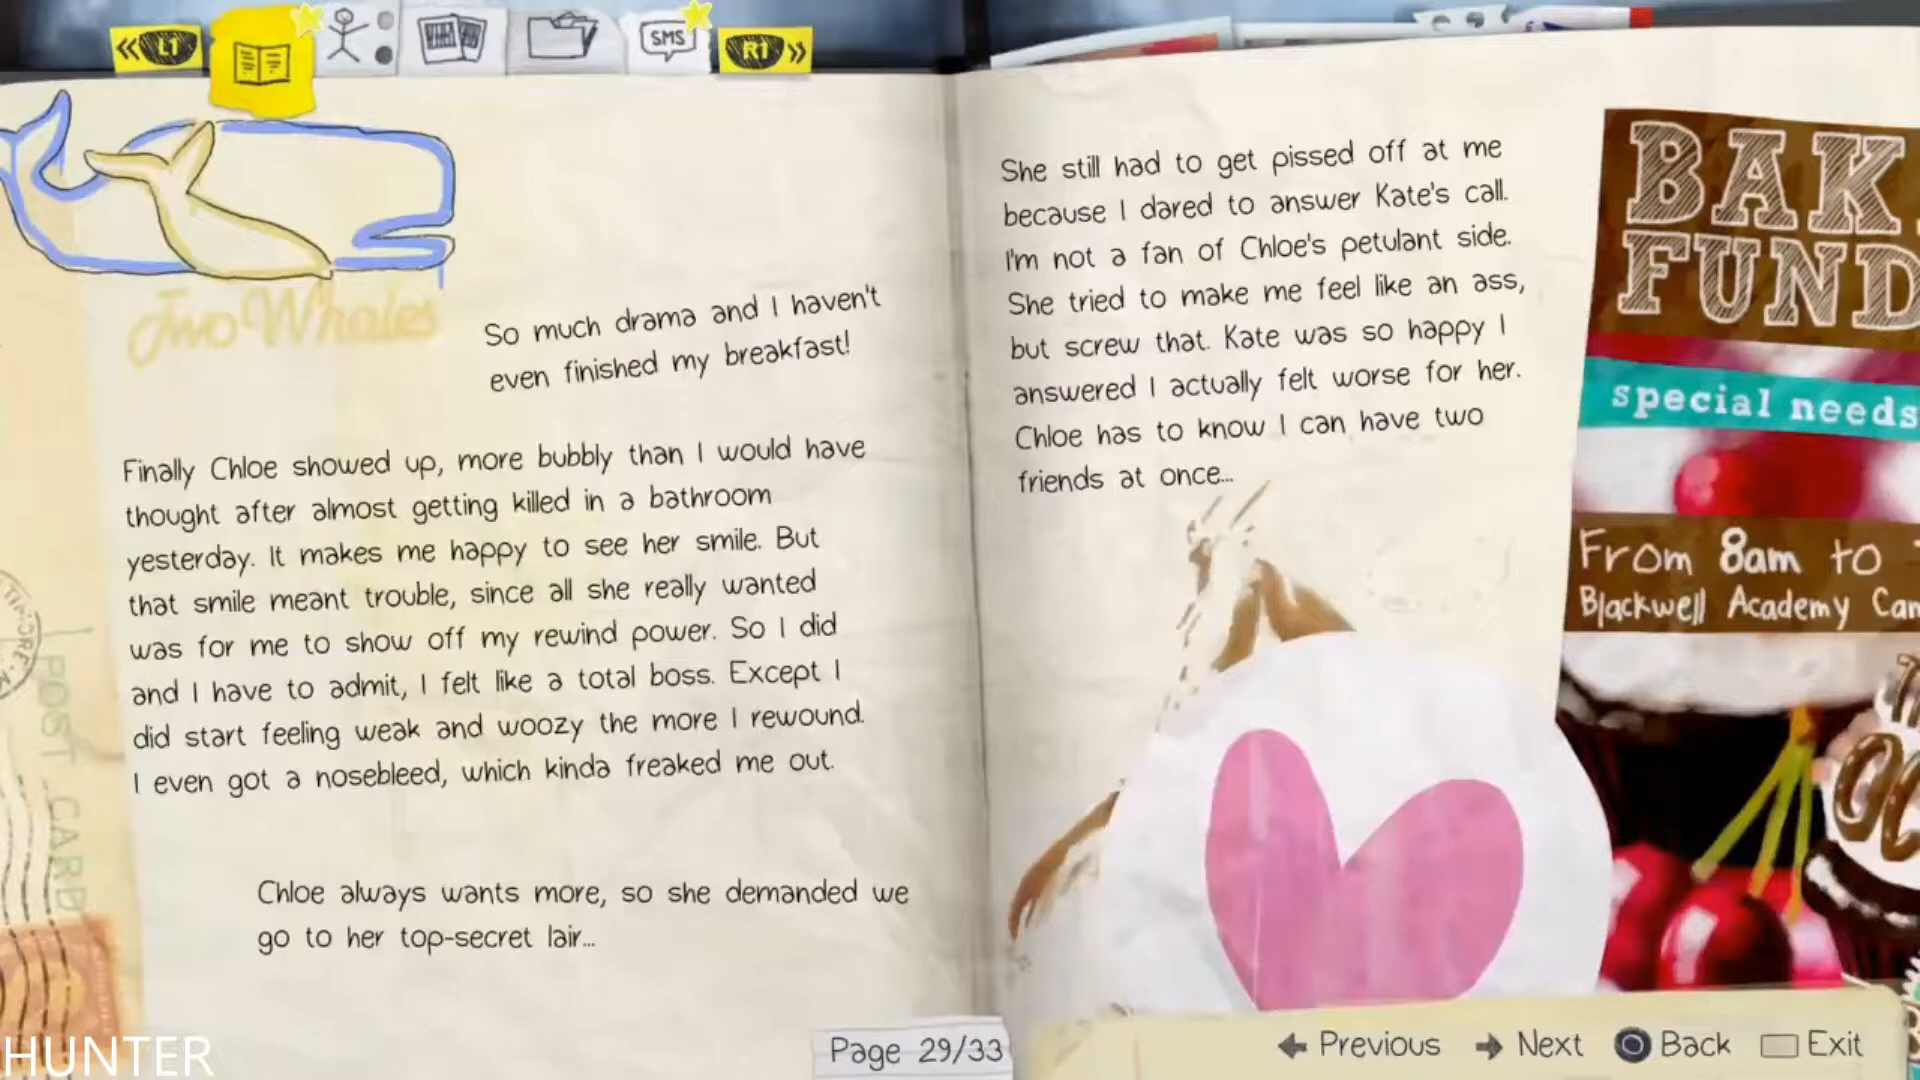 L1
SMS
R1
Two Whales
So much drama and I haven't
even finished my breakfast!
Finally Chloe showed up, more bubbly than I would have
thought after almost getting killed in a bathroom
yesterday. It makes me happy to see her smile. But
that smile meant trouble, since all she really wanted
was for me to show off my rewind power. So I did
and I have to admit, I felt like a total boss. Except I
did start feeling weak and woozy the more I rewound.
I even got a nosebleed, which kinda freaked me out.
Chloe always wants more, so she demanded we
go to her top-secret lair...
POST CARD
She still had to get pissed off at me
because I dared to answer Kate's call.
I'm not a fan of Chloe's petulant side.
She tried to make me feel like an ass,
but screw that. Kate was so happy I
answered I actually felt worse for her.
Chloe has to know I can have two
friends at once...
BAK
FUND
special needs
From 8am to
Blackwell Academy Cam
HUNTER
Page 29/33
Previous
Next
Back
Exit